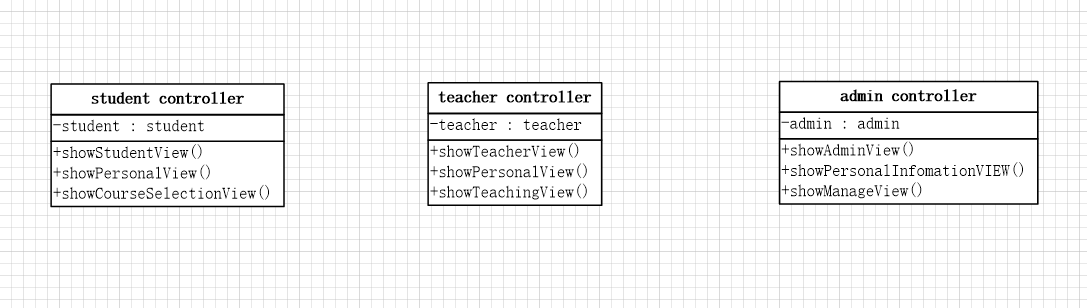 student controller
-student : student
+showStudentView()
+showPersonalView()
+showCourseSelectionView()
teacher controller
-teacher : teacher
+showTeacherView()
+showPersonalView()
+showTeachingView()
admin controller
-admin : admin
+showAdminView()
+showPersonalInfomationVIEW()
+showManageView()